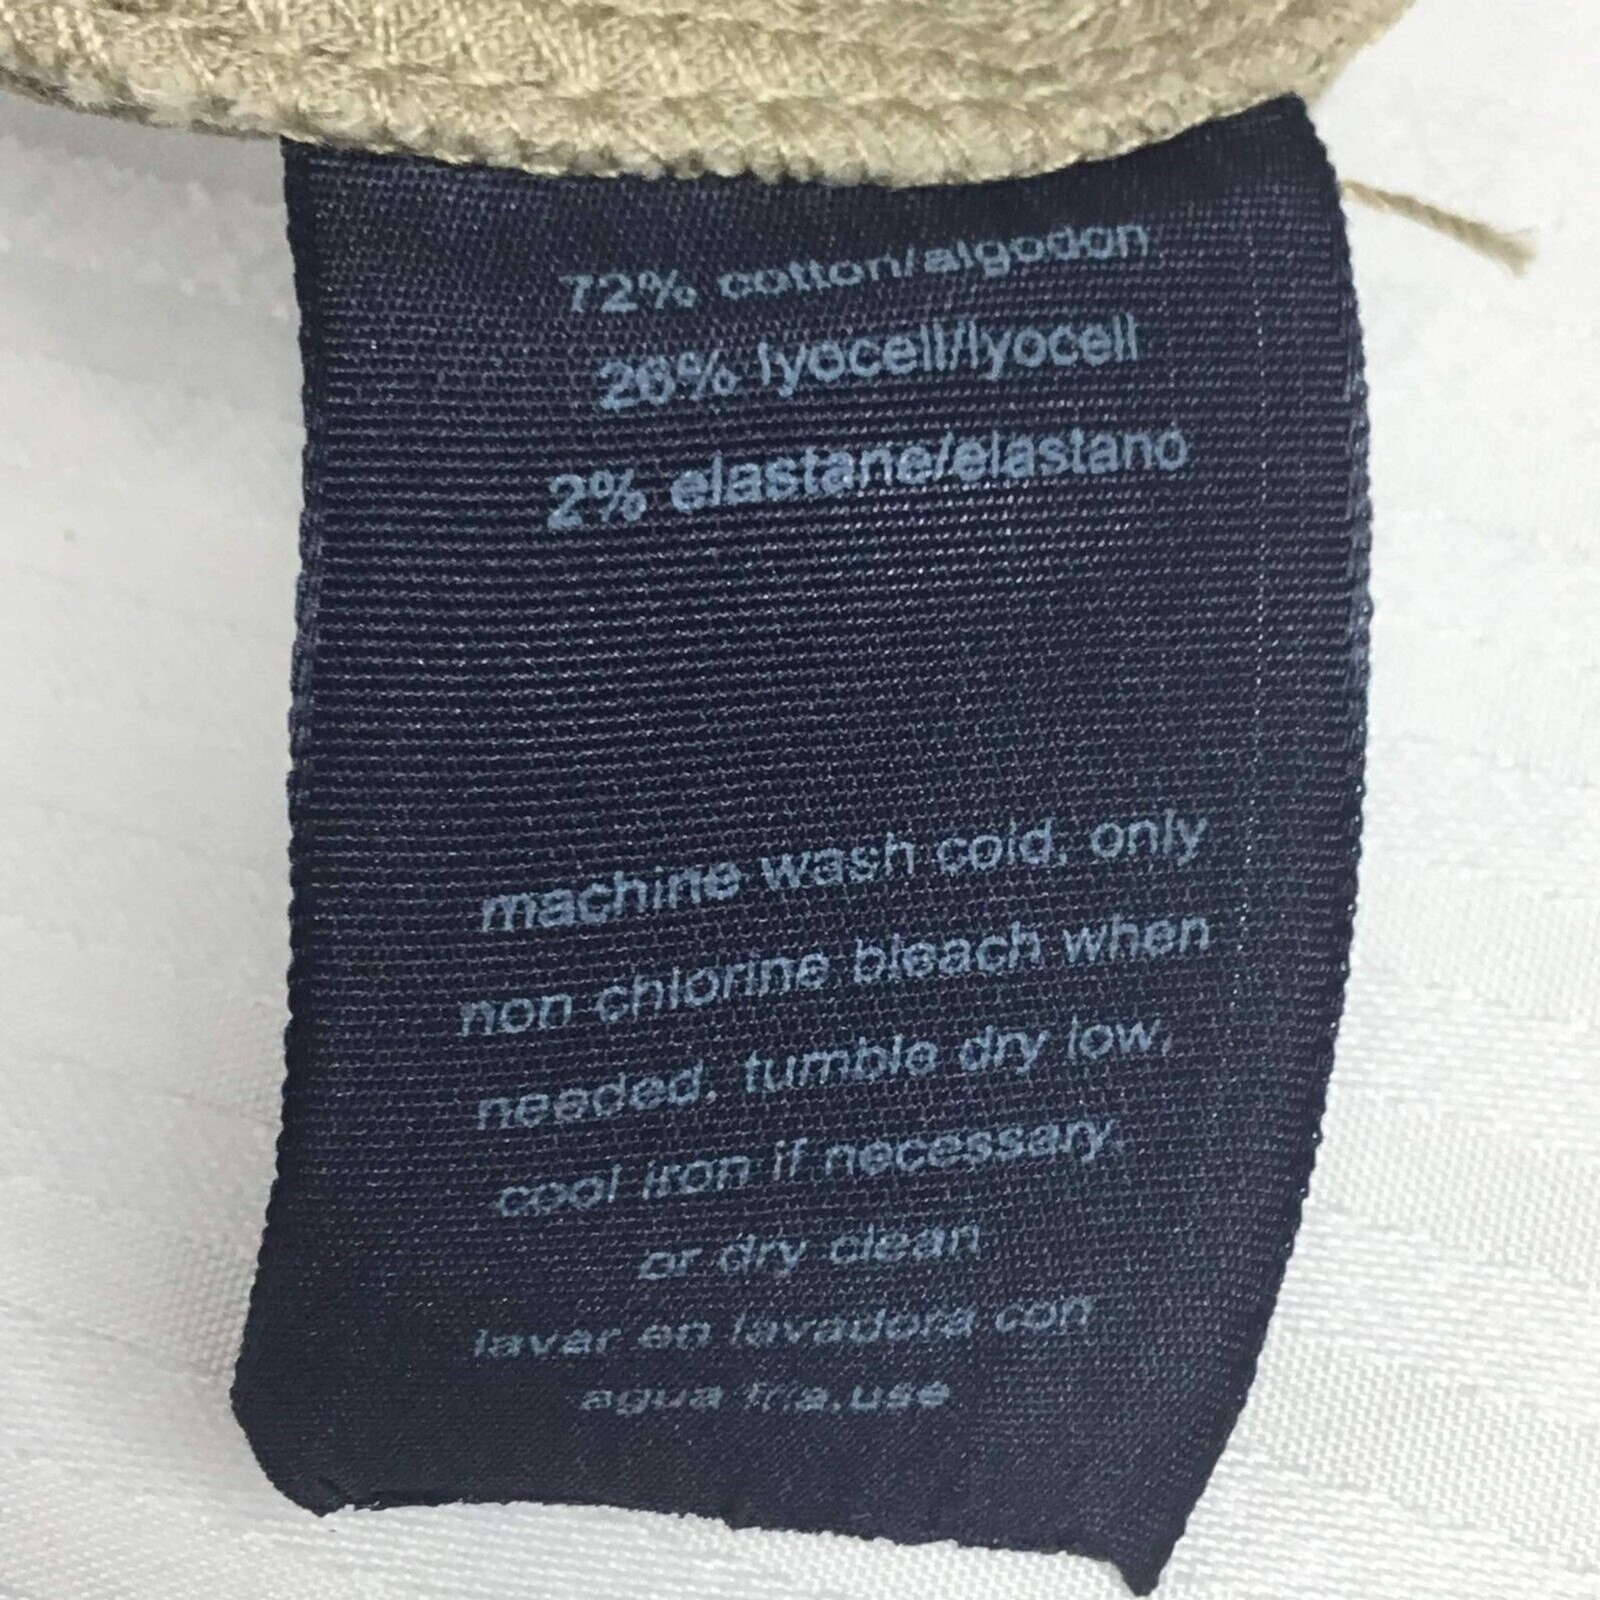 72% cotton/algodon
26% lyocell/lyocell
2% elastane/elastano
machine wash cold, only
non chlorine bleach when
needed, tumble dry low,
cool iron if necessary,
or dry clean
lavar en lavadora con
agua fria.use